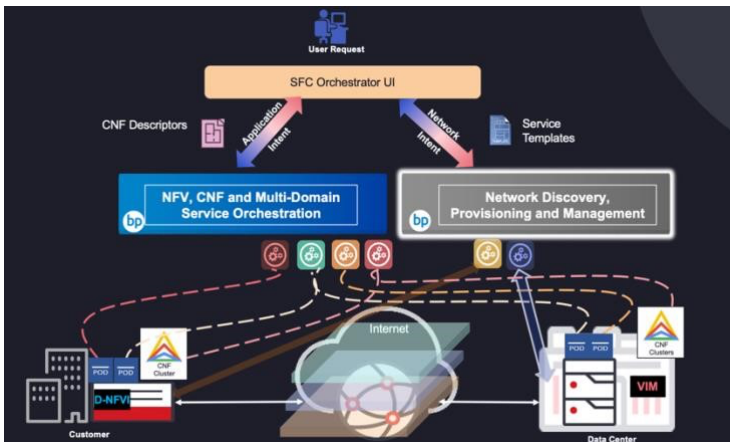 User Request
SFC Orchestrator UI
CNF Descriptors
Application
Intent
Network
Intent
Service
Templates
NFV, CNF and Multi-Domain
Service Orchestration
bp
Network Discovery,
Provisioning and Management
bp
Internet
POD
POD
CNF
Cluster
D-NFVI
Customer
POD
POD
CNF
Clusters
VIM
Data Center